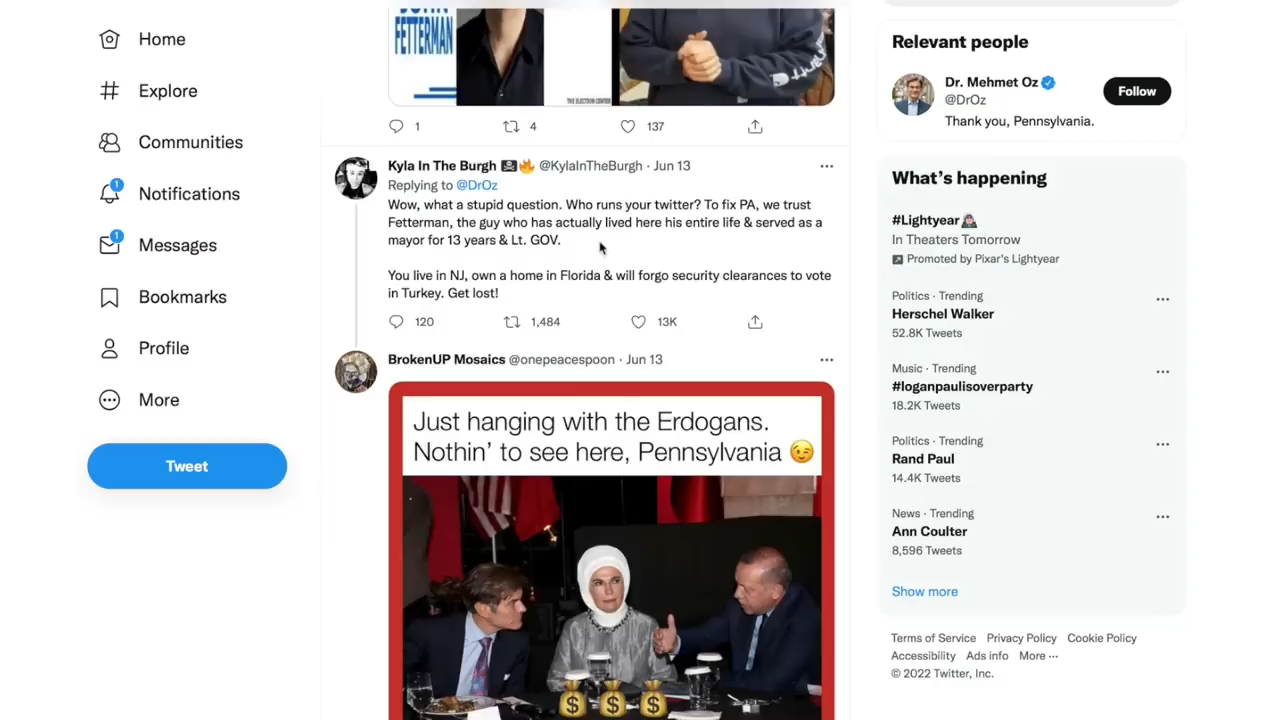 Home
Explore
Communities
1
Notifications
1
Messages
Bookmarks
Profile
More
Tweet
JOHN
FETTERMAN
THE ELECTION CENTER
1
4
137
Kyla In The Burgh @KylaInTheBurgh · Jun 13
Replying to @DrOz
Wow, what a stupid question. Who runs your twitter? To fix PA, we trust
Fetterman, the guy who has actually lived here his entire life & served as a
mayor for 13 years & Lt. GOV.
You live in NJ, own a home in Florida & will forgo security clearances to vote
in Turkey. Get lost!
120
1,484
13K
BrokenUP Mosaics @onepeacespoon · Jun 13
Just hanging with the Erdogans.
Nothin' to see here, Pennsylvania 😉
Relevant people
Dr. Mehmet Oz
@DrOz
Follow
Thank you, Pennsylvania.
What's happening
#Lightyear
In Theaters Tomorrow
Promoted by Pixar's Lightyear
Politics · Trending
Herschel Walker
52.8K Tweets
Music · Trending
#loganpaulisoverparty
18.2K Tweets
Politics · Trending
Rand Paul
14.4K Tweets
News · Trending
Ann Coulter
8,596 Tweets
Show more
Terms of Service Privacy Policy Cookie Policy
Accessibility Ads info More ···
© 2022 Twitter, Inc.